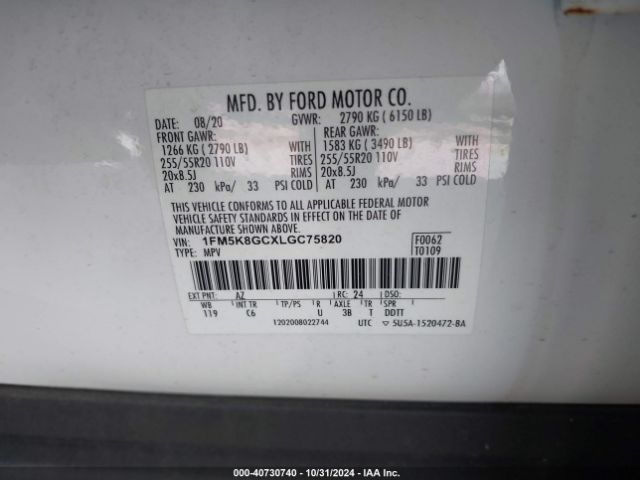 MFD. BY FORD MOTOR CO.
DATE: 08/20 GVWR: 2790 KG ( 6150 LB)
FRONT GAWR: REAR GAWR:
1266 KG ( 2790 LB) WITH 1583 KG ( 3490 LB) WITH
255/55R20 110V TIRES 255/55R20 110V TIRES
20x8.5J RIMS 20x8.5J RIMS
AT 230 kPa/ 33 PSI COLD AT 230 kPa/ 33 PSI COLD
THIS VEHICLE CONFORMS TO ALL APPLICABLE FEDERAL MOTOR
VEHICLE SAFETY STANDARDS IN EFFECT ON THE DATE OF
MANUFACTURE SHOWN ABOVE.
VIN: 1FM5K8GCXLGC75820 F0062
TYPE: MPV T0109
EXT PNT: AZ RC: 24 DSO:
WB INT TR TP/PS R AXLE TR SPR
119 C6 U 3B T DDTT
1202008022744 UTC ▽ 5U5A-1520472-BA
000-40730740 - 10/31/2024 - IAA Inc.